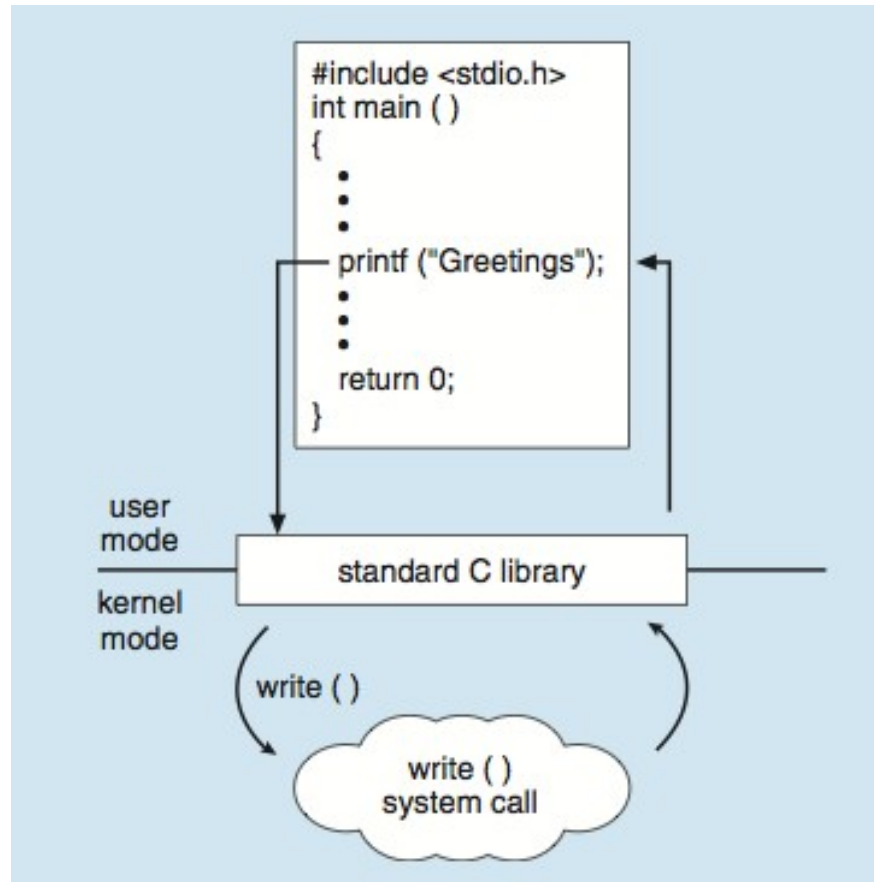 #include <stdio.h>
int main ( )
{
•
•
•
printf ("Greetings");
•
•
•
return 0;
}
user
mode
standard C library
kernel
mode
write ( )
write ( )
system call